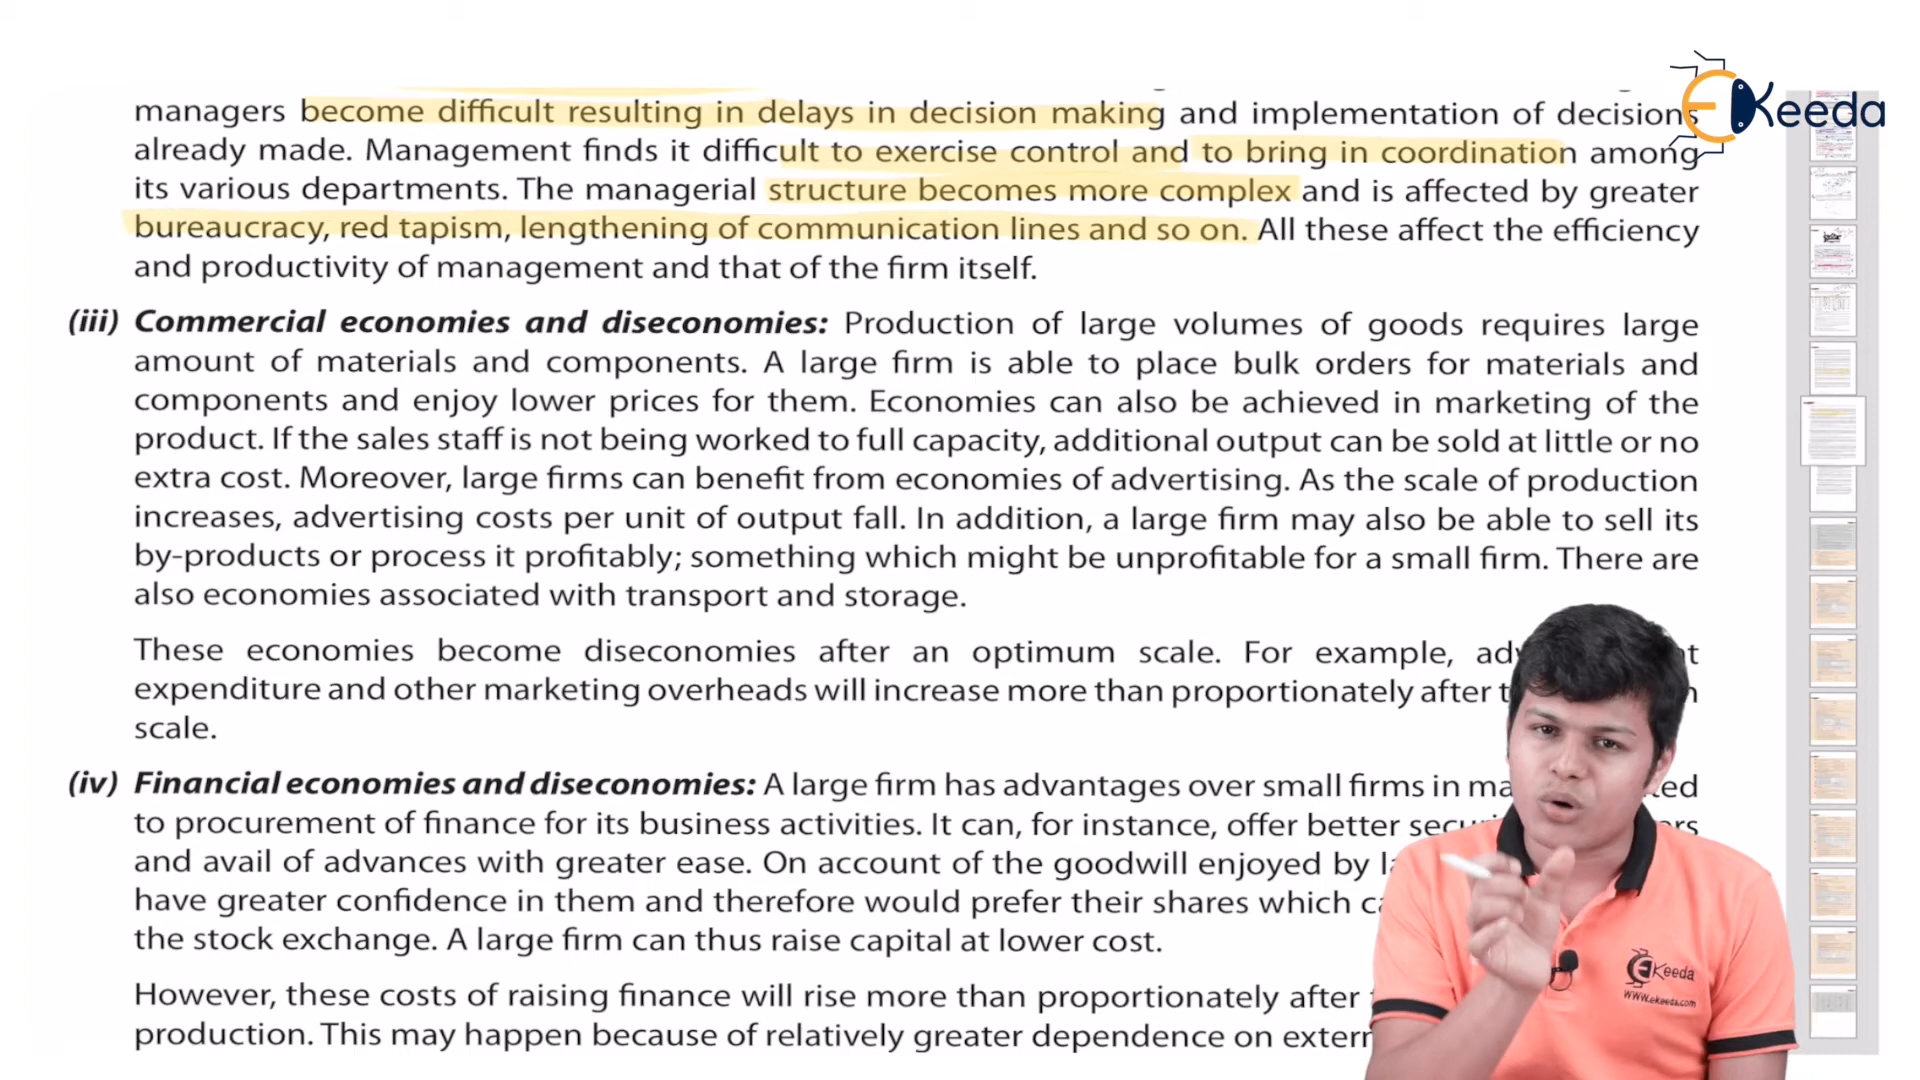 Keeda
managers become difficult resulting in delays in decision making and implementation of decisions
already made. Management finds it difficult to exercise control and to bring in coordination among
its various departments. The managerial structure becomes more complex and is affected by greater
bureaucracy, red tapism, lengthening of communication lines and so on. All these affect the efficiency
and productivity of management and that of the firm itself.
(iii) Commercial economies and diseconomies: Production of large volumes of goods requires large
amount of materials and components. A large firm is able to place bulk orders for materials and
components and enjoy lower prices for them. Economies can also be achieved in marketing of the
product. If the sales staff is not being worked to full capacity, additional output can be sold at little or no
extra cost. Moreover, large firms can benefit from economies of advertising. As the scale of production
increases, advertising costs per unit of output fall. In addition, a large firm may also be able to sell its
by-products or process it profitably; something which might be unprofitable for a small firm. There are
also economies associated with transport and storage.
These economies become diseconomies after an optimum scale. For example,
expenditure and other marketing overheads will increase more than proportionately after
scale.
(iv) Financial economies and diseconomies: A large firm has advantages over small firms in
to procurement of finance for its business activities. It can, for instance, offer better
and avail of advances with greater ease. On account of the goodwill enjoyed by
have greater confidence in them and therefore would prefer their shares which
the stock exchange. A large firm can thus raise capital at lower cost.
However, these costs of raising finance will rise more than proportionately after
production. This may happen because of relatively greater dependence on
Keeda
www.ekeeda.com